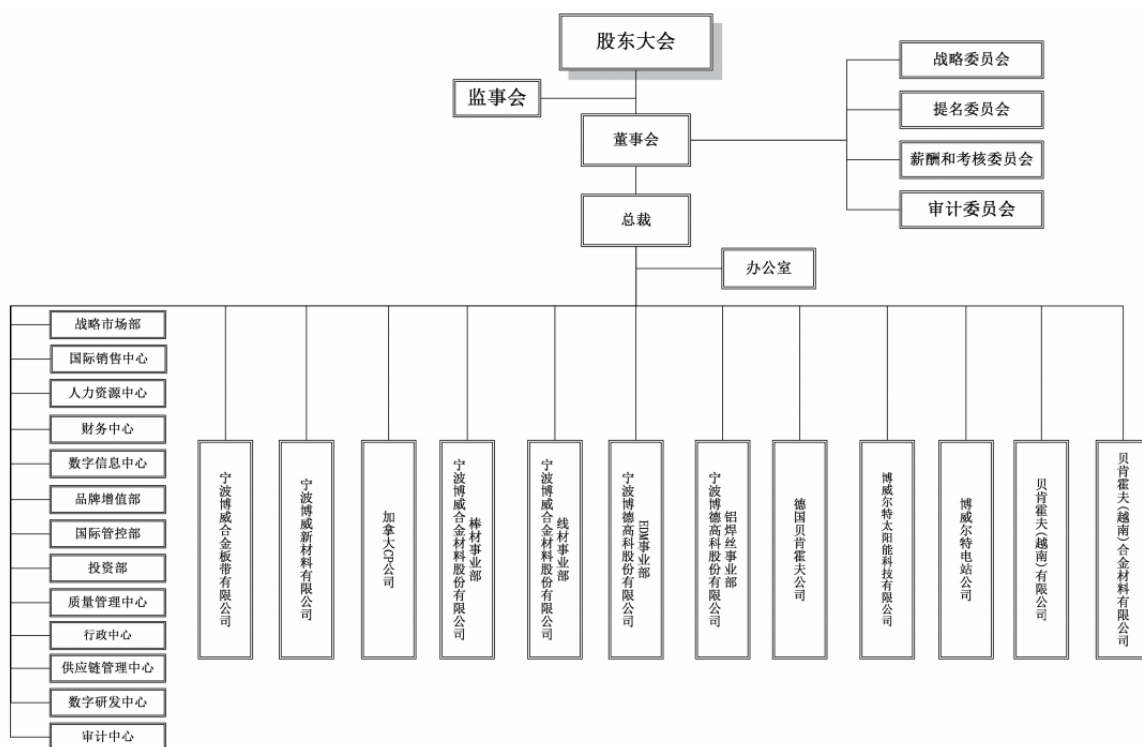 股东大会
监事会
董事会
战略委员会
提名委员会
薪酬和考核委员会
审计委员会
总裁
办公室
战略市场部
国际销售中心
人力资源中心
财务中心
数字信息中心
品牌增值部
国际管控部
投资部
质量管理中心
行政中心
供应链管理中心
数字研发中心
审计中心
宁波博威合金板带有限公司
宁波博威新材料有限公司
加拿大CP公司
宁波博威合金材料股份有限公司
棒材事业部
宁波博威合金材料股份有限公司
线材事业部
宁波博德高科股份有限公司
EDM事业部
宁波博德高科股份有限公司
铝焊丝事业部
德国贝肯霍夫公司
博威尔特太阳能科技有限公司
博威尔特电站公司
贝肯霍夫(越南)有限公司
贝肯霍夫(越南)合金材料有限公司